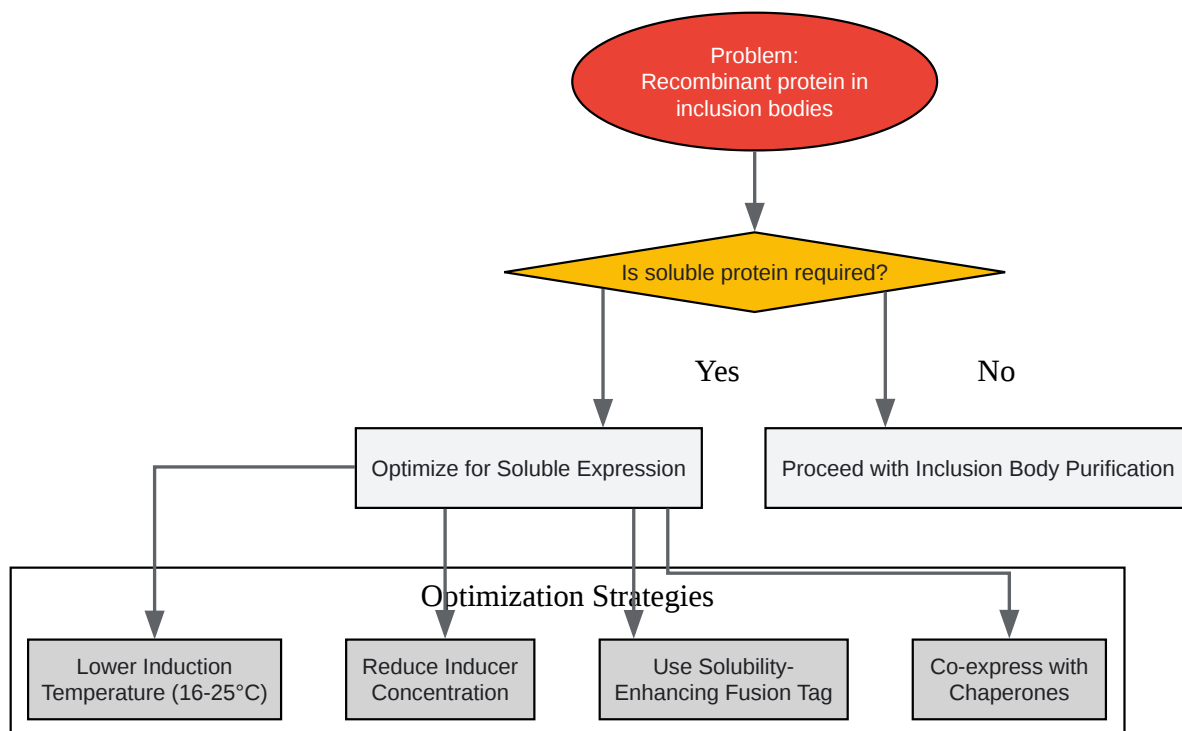 Problem:
Recombinant protein in
inclusion bodies
Is soluble protein required?
Yes
No
Optimize for Soluble Expression
Proceed with Inclusion Body Purification
Optimization Strategies
Lower Induction
Temperature (16-25°C)
Reduce Inducer
Concentration
Use Solubility-
Enhancing Fusion Tag
Co-express with
Chaperones